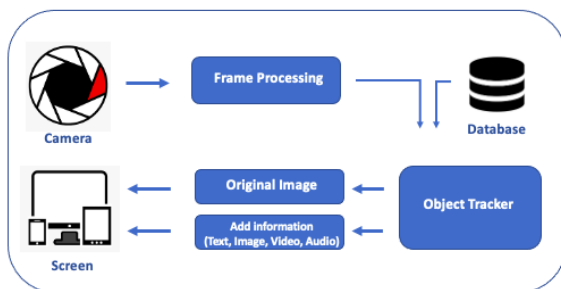 Frame Processing
Camera
Database
Original Image
Object Tracker
Add information
(Text, Image, Video, Audio)
Screen